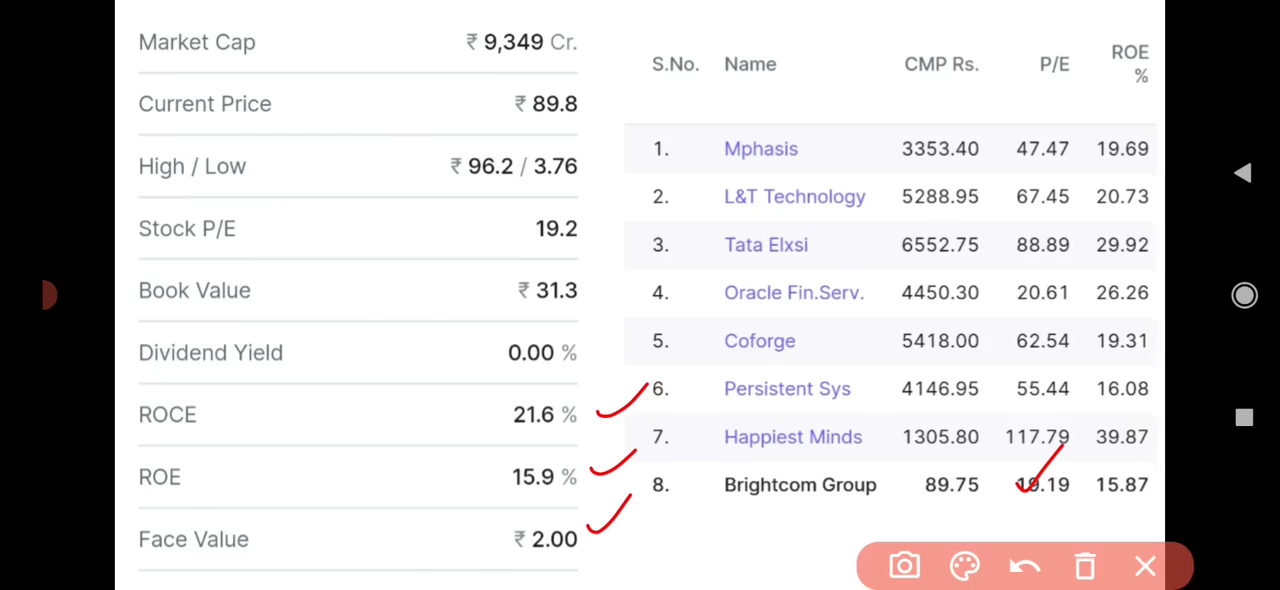 Market Cap ₹ 9,349 Cr.
Current Price ₹ 89.8
High / Low ₹ 96.2 / 3.76
Stock P/E 19.2
Book Value ₹ 31.3
Dividend Yield 0.00 %
ROCE 21.6 %
ROE 15.9 %
Face Value ₹ 2.00
S.No. Name CMP Rs. P/E ROE %
1. Mphasis 3353.40 47.47 19.69
2. L&T Technology 5288.95 67.45 20.73
3. Tata Elxsi 6552.75 88.89 29.92
4. Oracle Fin.Serv. 4450.30 20.61 26.26
5. Coforge 5418.00 62.54 19.31
6. Persistent Sys 4146.95 55.44 16.08
7. Happiest Minds 1305.80 117.79 39.87
8. Brightcom Group 89.75 19.19 15.87